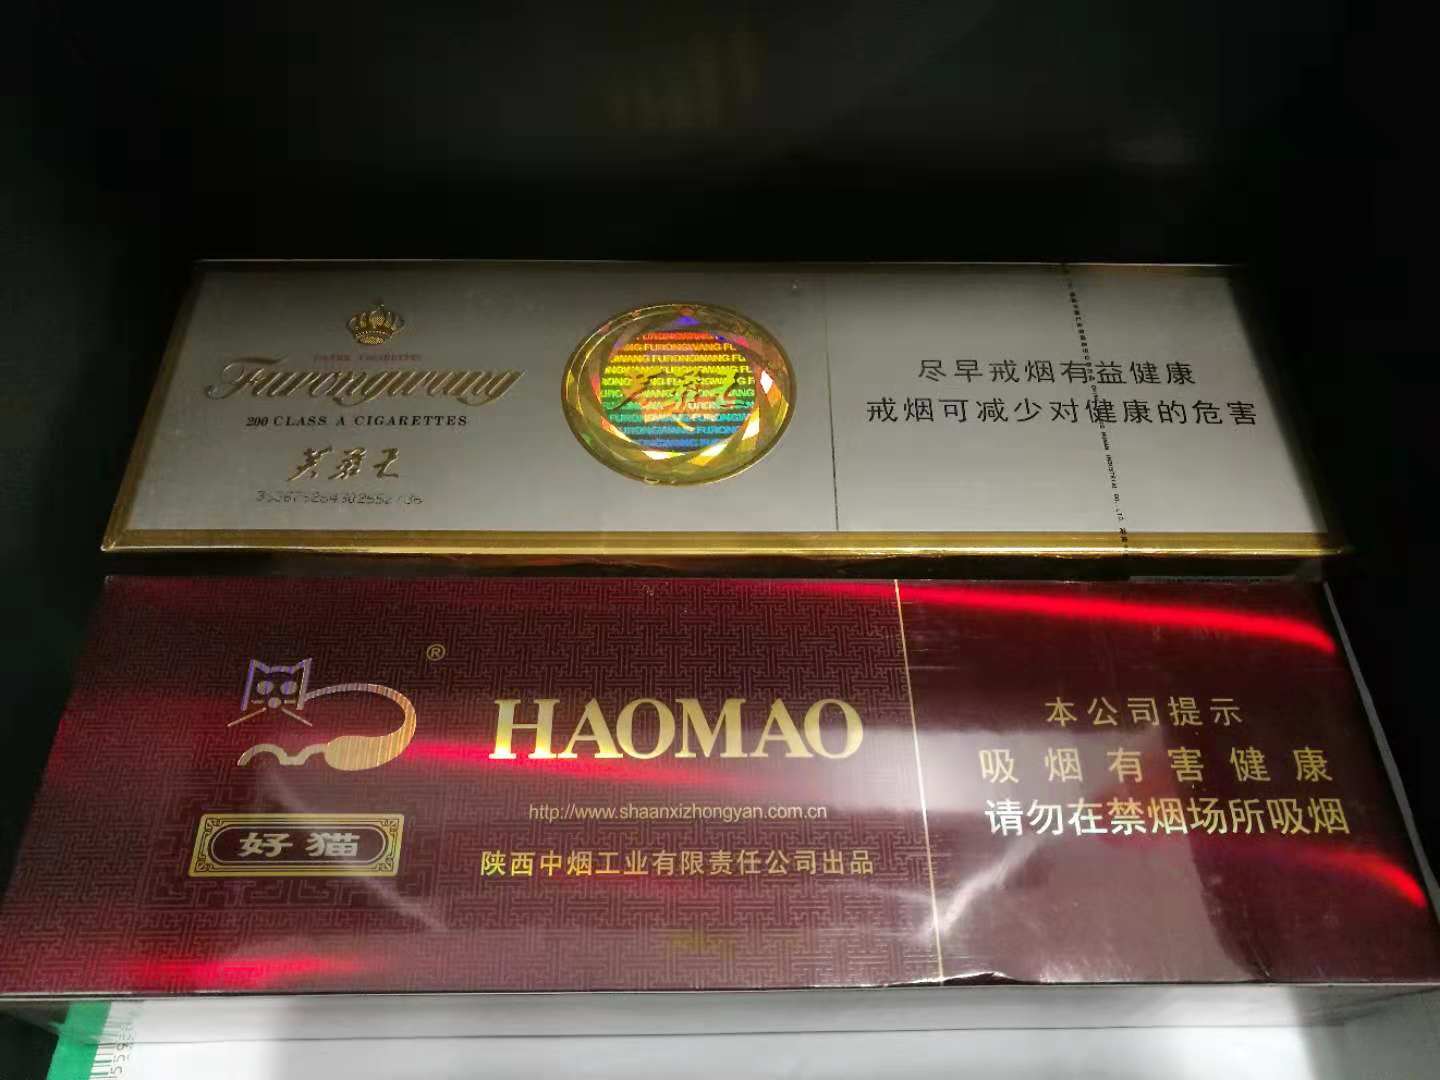 Furongwang
200 CLASS A CIGARETTES
芙蓉王
FURONGWANG
尽早戒烟有益健康
戒烟可减少对健康的危害
®
HAOMAO
http://www.shaanxizhongyan.com.cn
好猫
陕西中烟工业有限责任公司出品
本公司提示
吸烟有害健康
请勿在禁烟场所吸烟